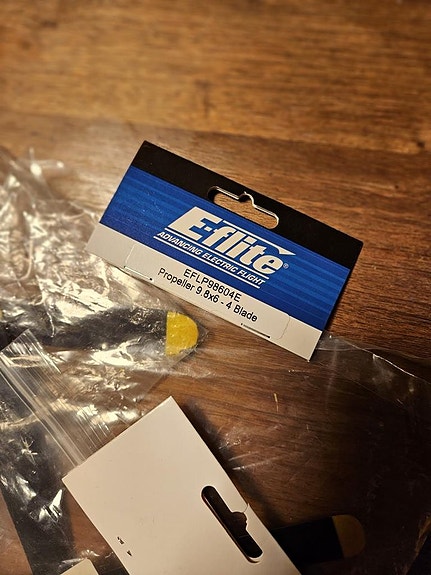 E-flite®
ADVANCING ELECTRIC FLIGHT
EFLP98604E
Propeller 9.8x6 - 4 Blade